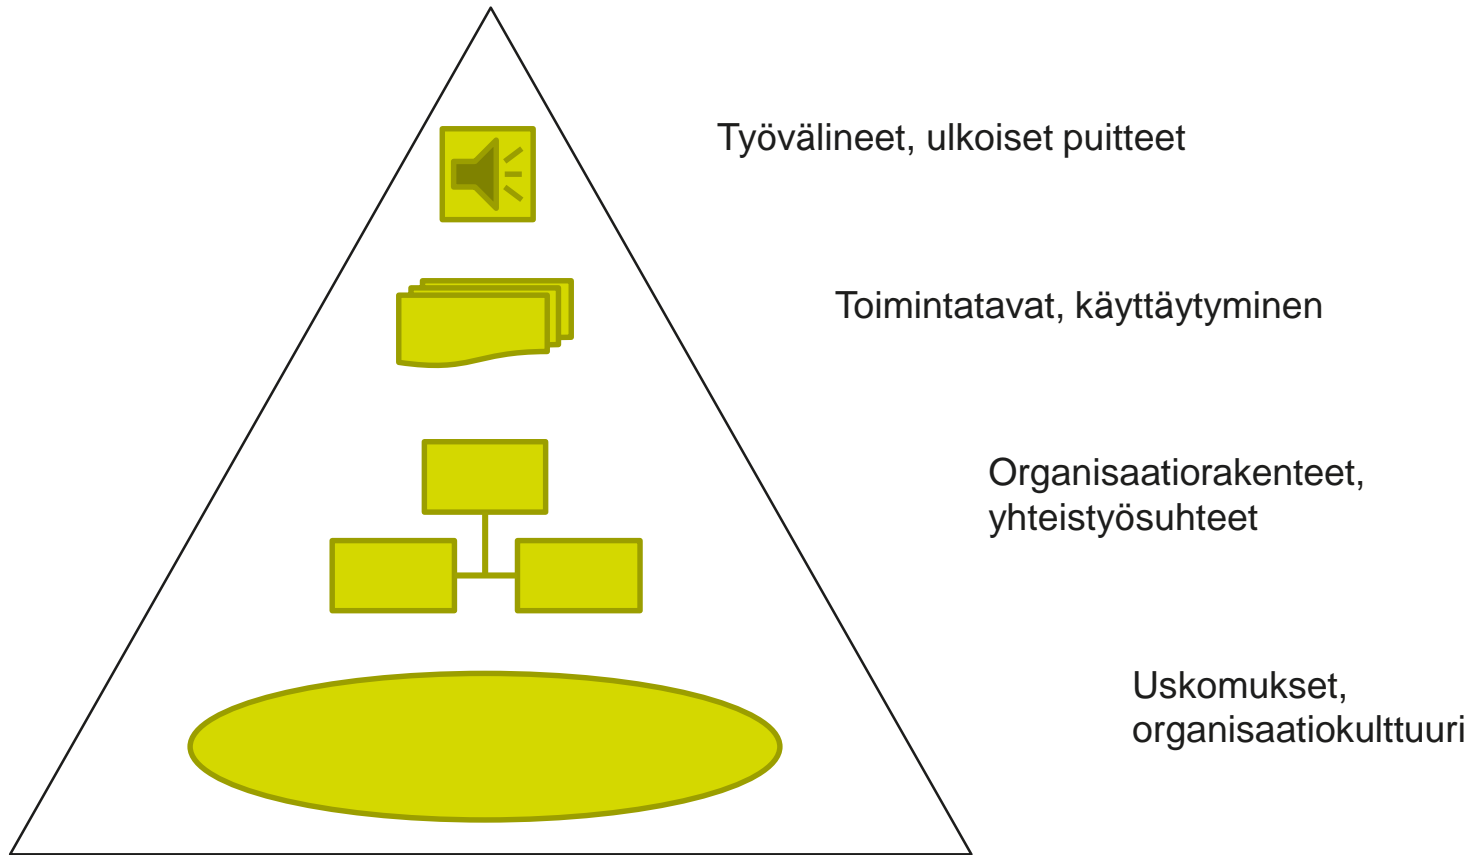 Työvälineet, ulkoiset puitteet
Toimintatavat, käyttäytyminen
Organisaatiorakenteet,
yhteistyösuhteet
Uskomukset,
organisaatiokulttuuri